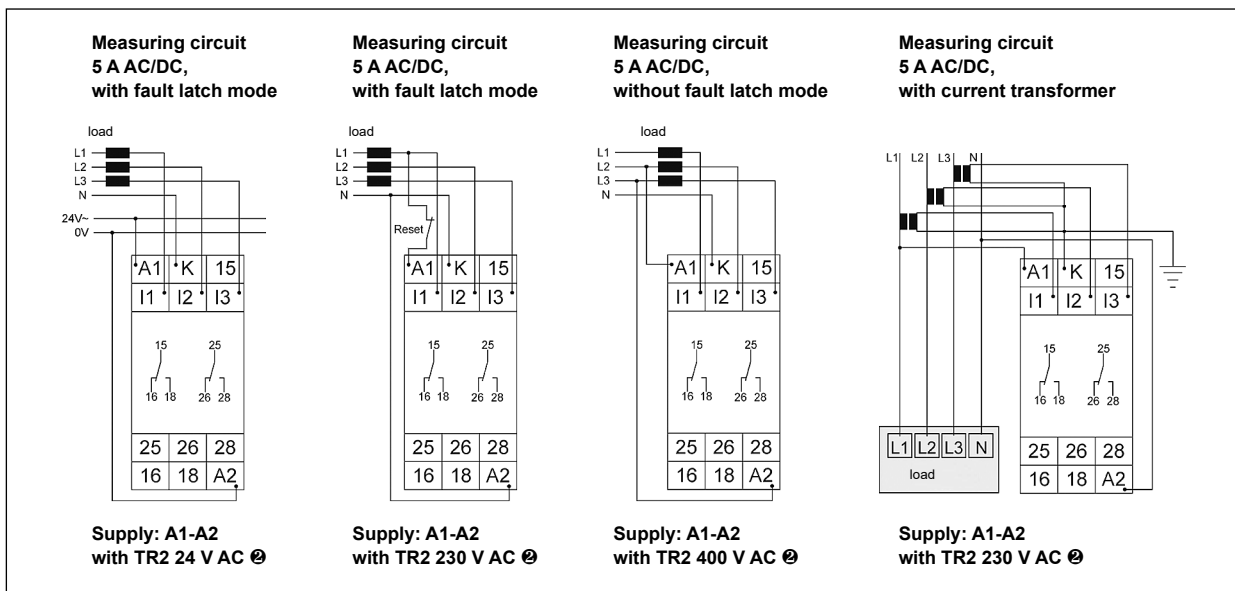 Measuring circuit
5 A AC/DC,
with fault latch mode
load
L1
L2
L3
N
24V~
0V
A1 K 15
I1 I2 I3
15 25
16 18 26 28
25 26 28
16 18 A2
Supply: A1-A2
with TR2 24 V AC ❷
Measuring circuit
5 A AC/DC,
with fault latch mode
load
L1
L2
L3
N
Reset
A1 K 15
I1 I2 I3
15 25
16 18 26 28
25 26 28
16 18 A2
Supply: A1-A2
with TR2 230 V AC ❷
Measuring circuit
5 A AC/DC,
without fault latch mode
load
L1
L2
L3
N
A1 K 15
I1 I2 I3
15 25
16 18 26 28
25 26 28
16 18 A2
Supply: A1-A2
with TR2 400 V AC ❷
Measuring circuit
5 A AC/DC,
with current transformer
L1 L2 L3 N
A1 K 15
I1 I2 I3
15 25
16 18 26 28
25 26 28
16 18 A2
L1 L2 L3 N
load
Supply: A1-A2
with TR2 230 V AC ❷